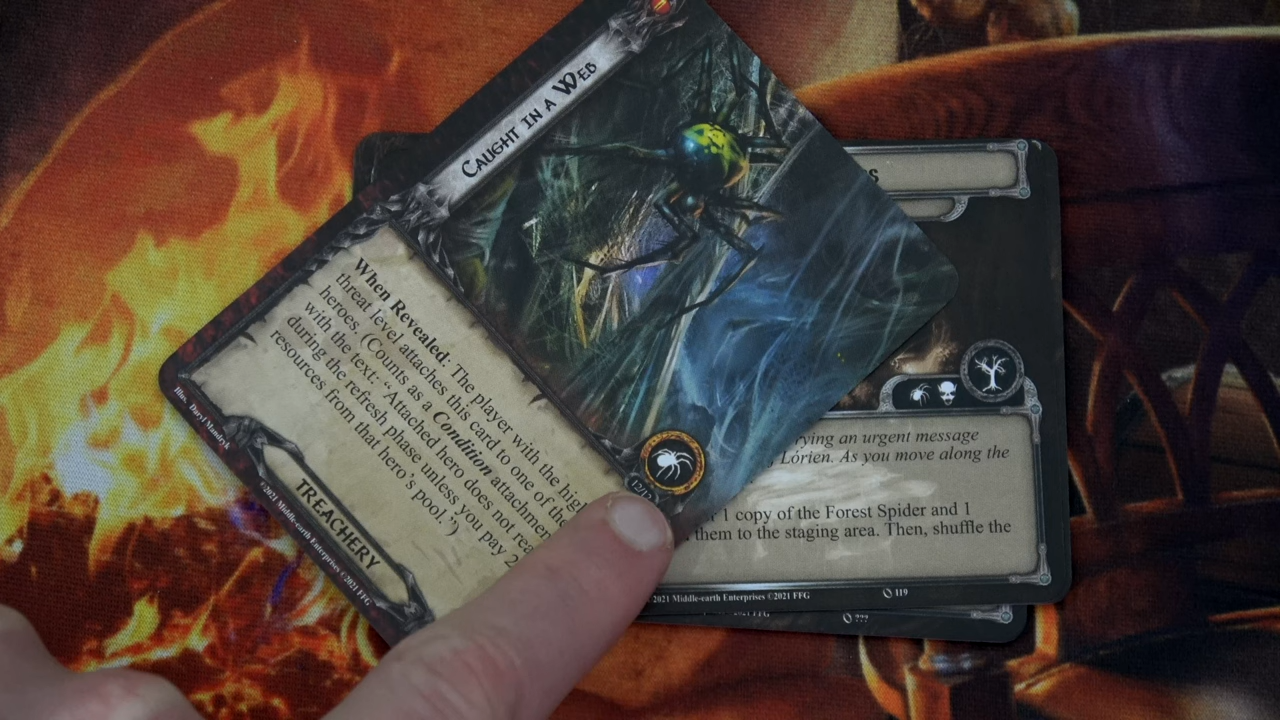 CAUGHT IN A WEB
When Revealed: The player with the high
threat level attaches this card to one of the
heroes. (Counts as a Condition attachmen
with the text: "Attached hero does not rea
during the refresh phase unless you pay 2
resources from that hero's pool.")
TREACHERY
Illus. Daryl Mandryk
©2021 Middle-earth Enterprises ©2021 FFG
12/12
S
rying an urgent message
Lórien. As you move along the
1 copy of the Forest Spider and 1
them to the staging area. Then, shuffle the
2021 Middle-earth Enterprises ©2021 FFG
119
FFG